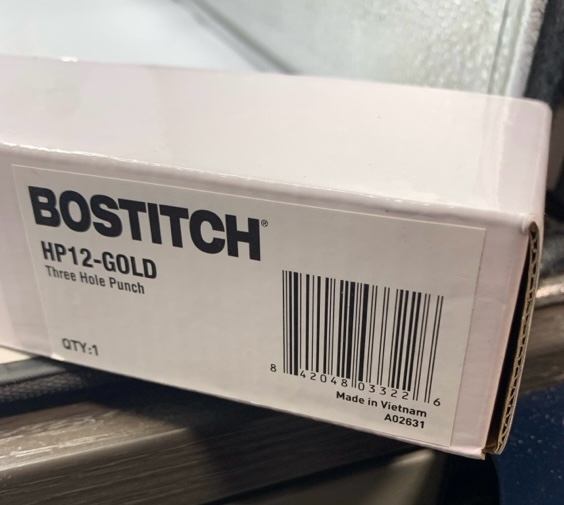 BOSTITCH®
HP12-GOLD
Three Hole Punch
QTY:1
8 42048 03322 6
Made in Vietnam
A02631